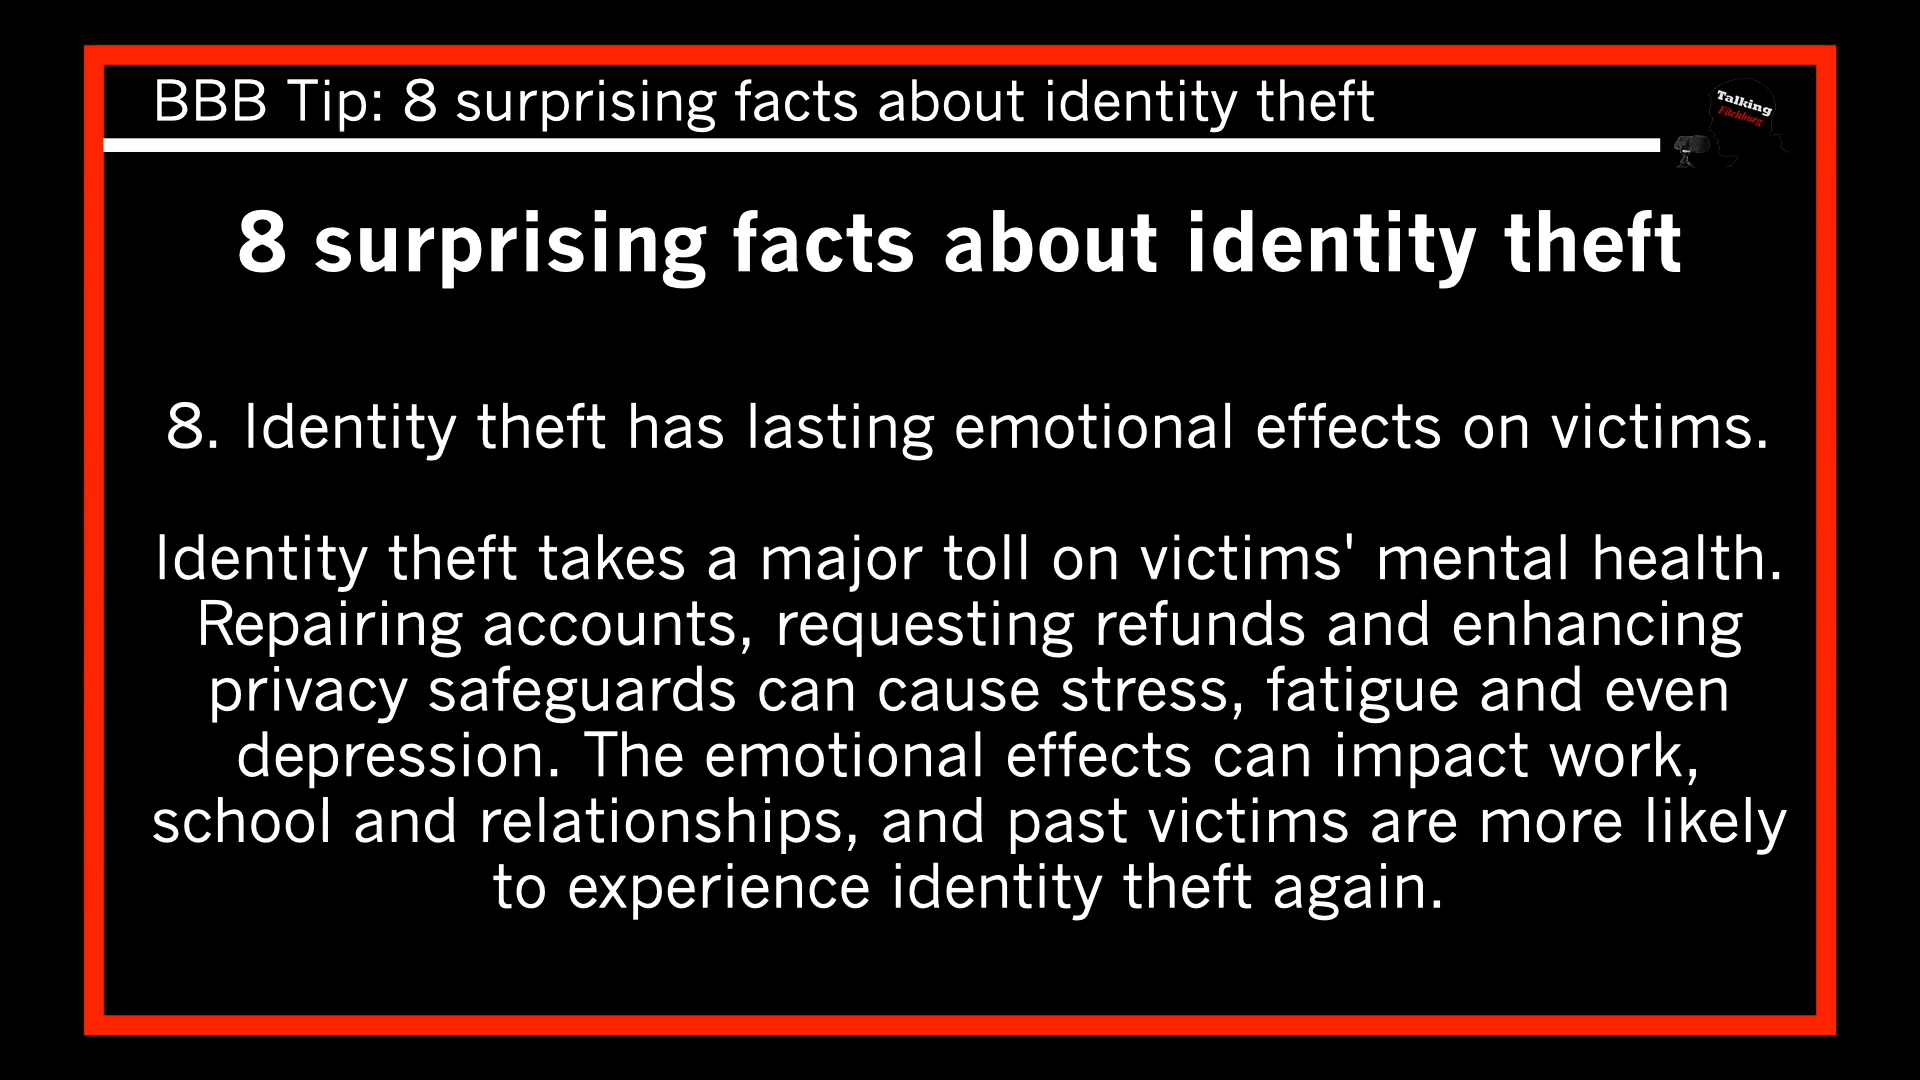 BBB Tip: 8 surprising facts about identity theft
Talking
Fitchburg
8 surprising facts about identity theft
8. Identity theft has lasting emotional effects on victims.
Identity theft takes a major toll on victims' mental health.
Repairing accounts, requesting refunds and enhancing
privacy safeguards can cause stress, fatigue and even
depression. The emotional effects can impact work,
school and relationships, and past victims are more likely
to experience identity theft again.